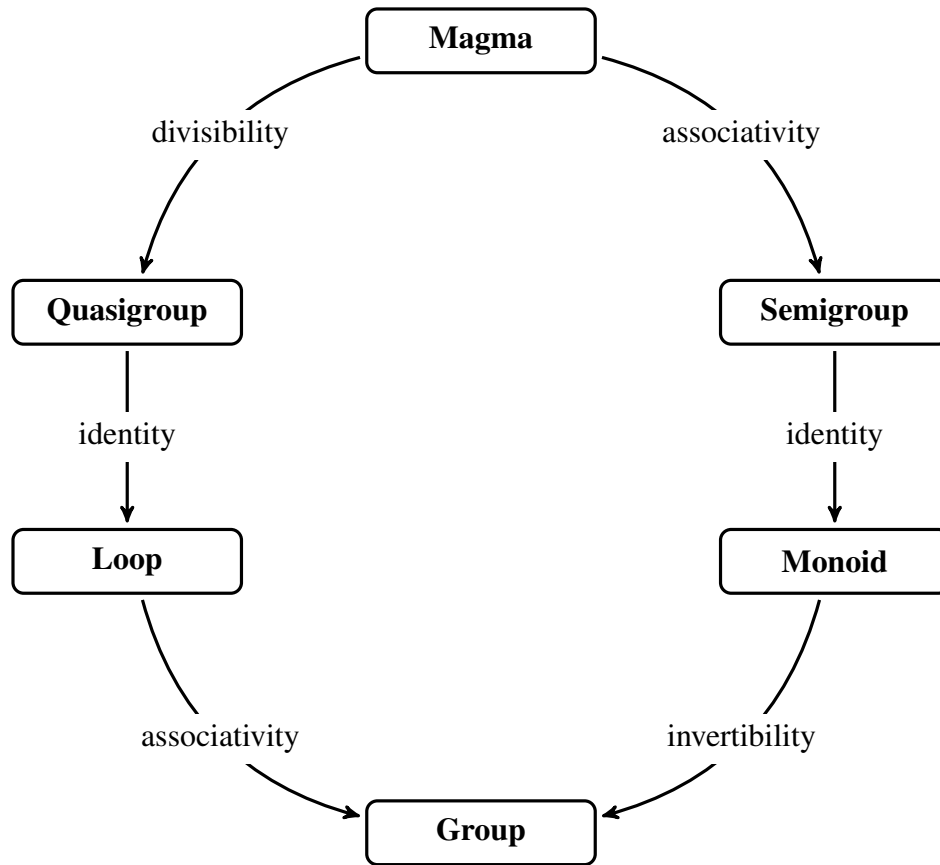 Magma
divisibility
associativity
Quasigroup
Semigroup
identity
identity
Loop
Monoid
associativity
invertibility
Group